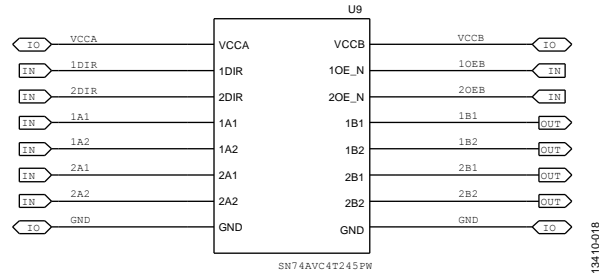 U9
IO VCCA VCCA VCCB VCCB IO
IN 1DIR 1DIR 1OE_N 1OEB IN
IN 2DIR 2DIR 2OE_N 2OEB IN
IN 1A1 1A1 1B1 1B1 OUT
IN 1A2 1A2 1B2 1B2 OUT
IN 2A1 2A1 2B1 2B1 OUT
IN 2A2 2A2 2B2 2B2 OUT
IO GND GND GND GND IO
SN74AVC4T245PW
13410-018